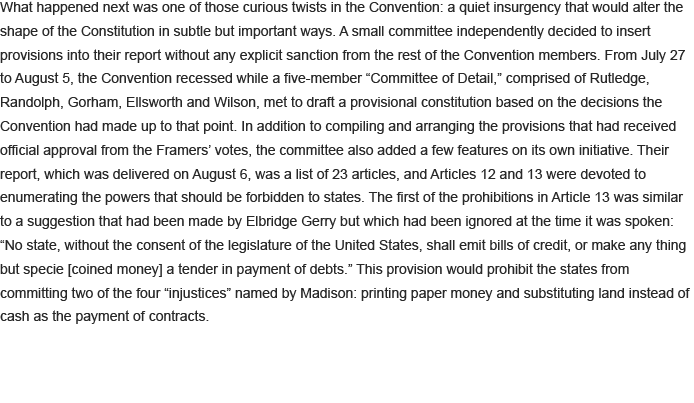 What happened next was one of those curious twists in the Convention: a quiet insurgency that would alter the
shape of the Constitution in subtle but important ways. A small committee independently decided to insert
provisions into their report without any explicit sanction from the rest of the Convention members. From July 27
to August 5, the Convention recessed while a five-member “Committee of Detail,” comprised of Rutledge,
Randolph, Gorham, Ellsworth and Wilson, met to draft a provisional constitution based on the decisions the
Convention had made up to that point. In addition to compiling and arranging the provisions that had received
official approval from the Framers’ votes, the committee also added a few features on its own initiative. Their
report, which was delivered on August 6, was a list of 23 articles, and Articles 12 and 13 were devoted to
enumerating the powers that should be forbidden to states. The first of the prohibitions in Article 13 was similar
to a suggestion that had been made by Elbridge Gerry but which had been ignored at the time it was spoken:
“No state, without the consent of the legislature of the United States, shall emit bills of credit, or make any thing
but specie [coined money] a tender in payment of debts.” This provision would prohibit the states from
committing two of the four “injustices” named by Madison: printing paper money and substituting land instead of
cash as the payment of contracts.